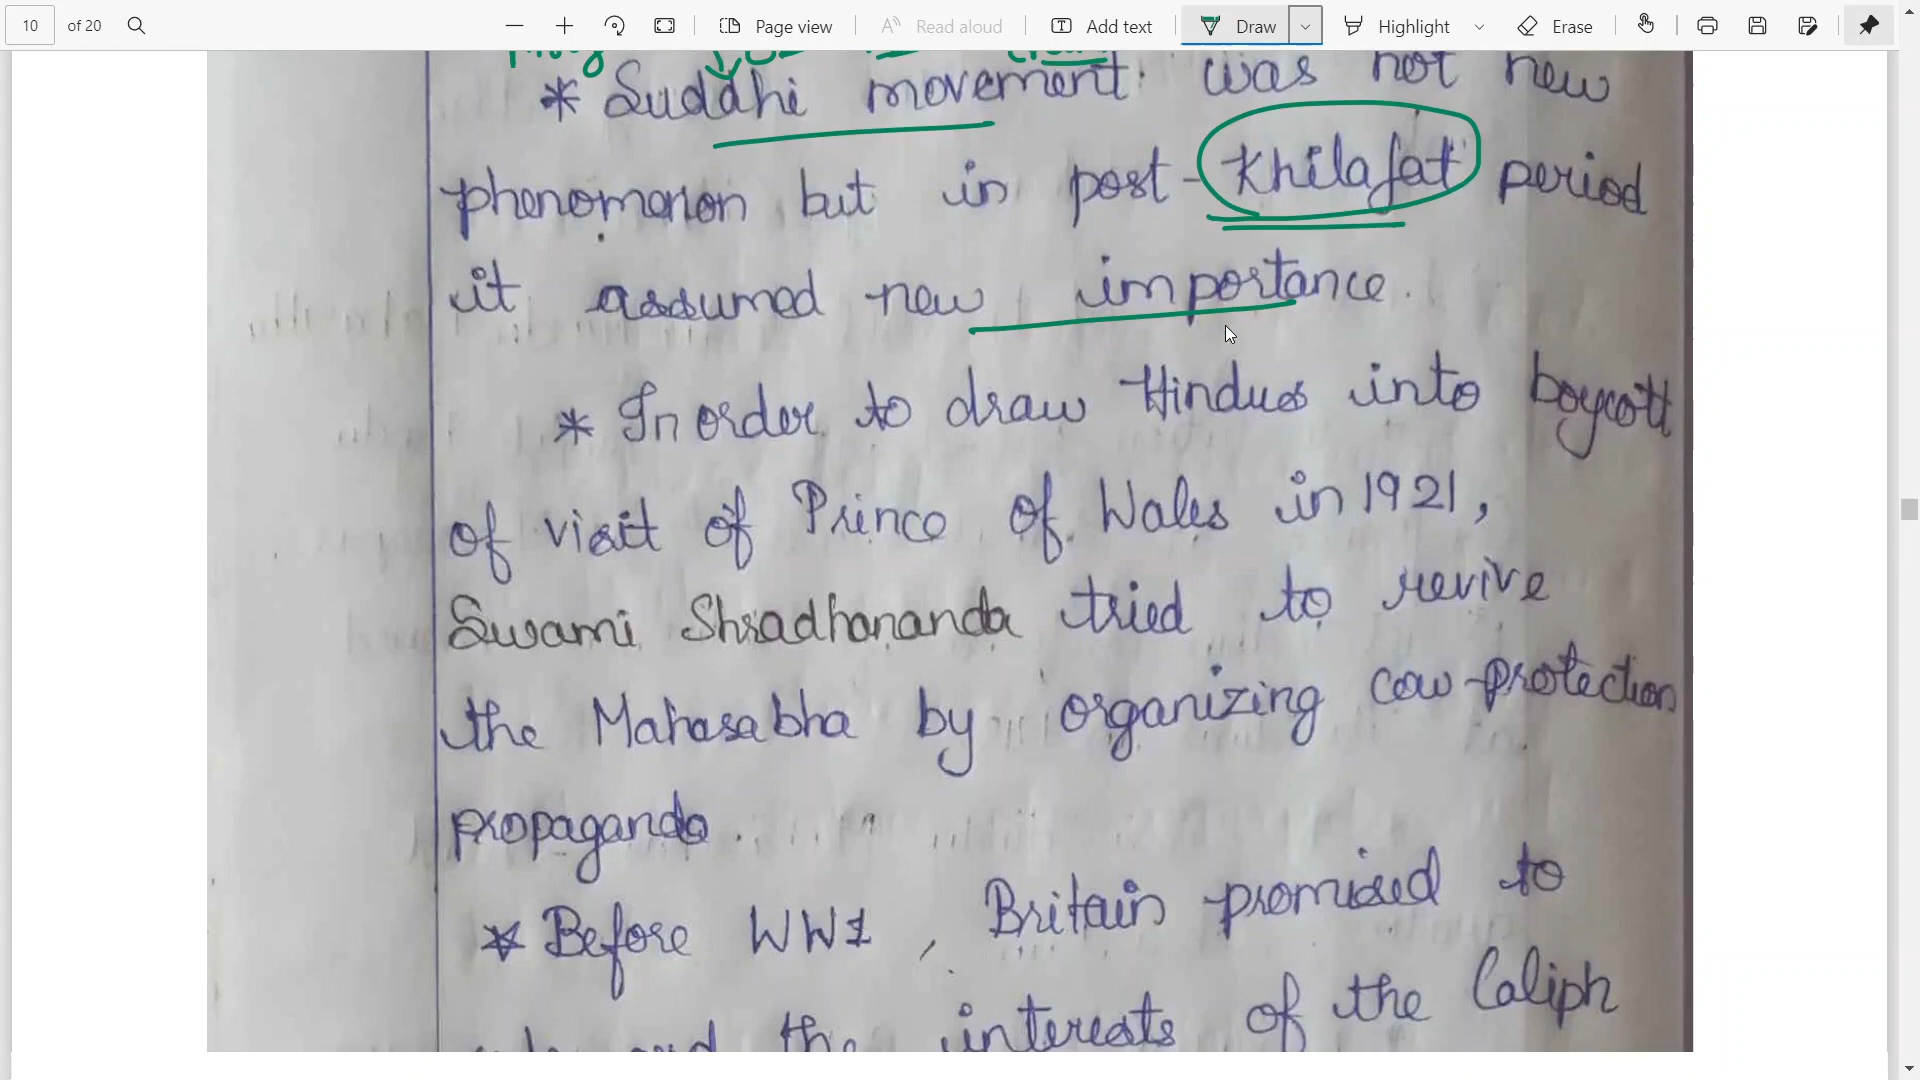 10 of 20 Page view Read aloud Add text Draw Highlight Erase
* Suddhi movement was not new
phenomenon but in post - Khilafat period
it assumed new importance.
* In order to draw Hindus into boycott
of visit of Prince of Wales in 1921,
Swami Shradhananda tried to revive
the Mahasabha by organizing cow-protection
propaganda.
* Before WW1, Britain promised to
the interests of the Caliph